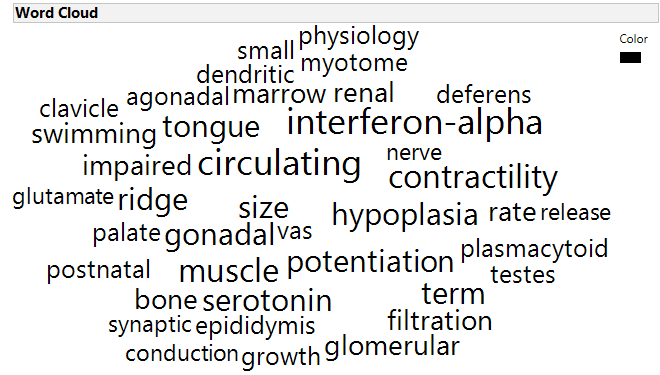 Word Cloud
Color
physiology
small
myotome
dendritic
agonadal marrow renal deferens
clavicle
interferon-alpha
swimming tongue
nerve
impaired circulating
contractility
glutamate ridge
size
hypoplasia rate release
palate gonadal vas
plasmacytoid
postnatal muscle potentiation
testes
bone serotonin term
synaptic epididymis filtration
conduction growth glomerular